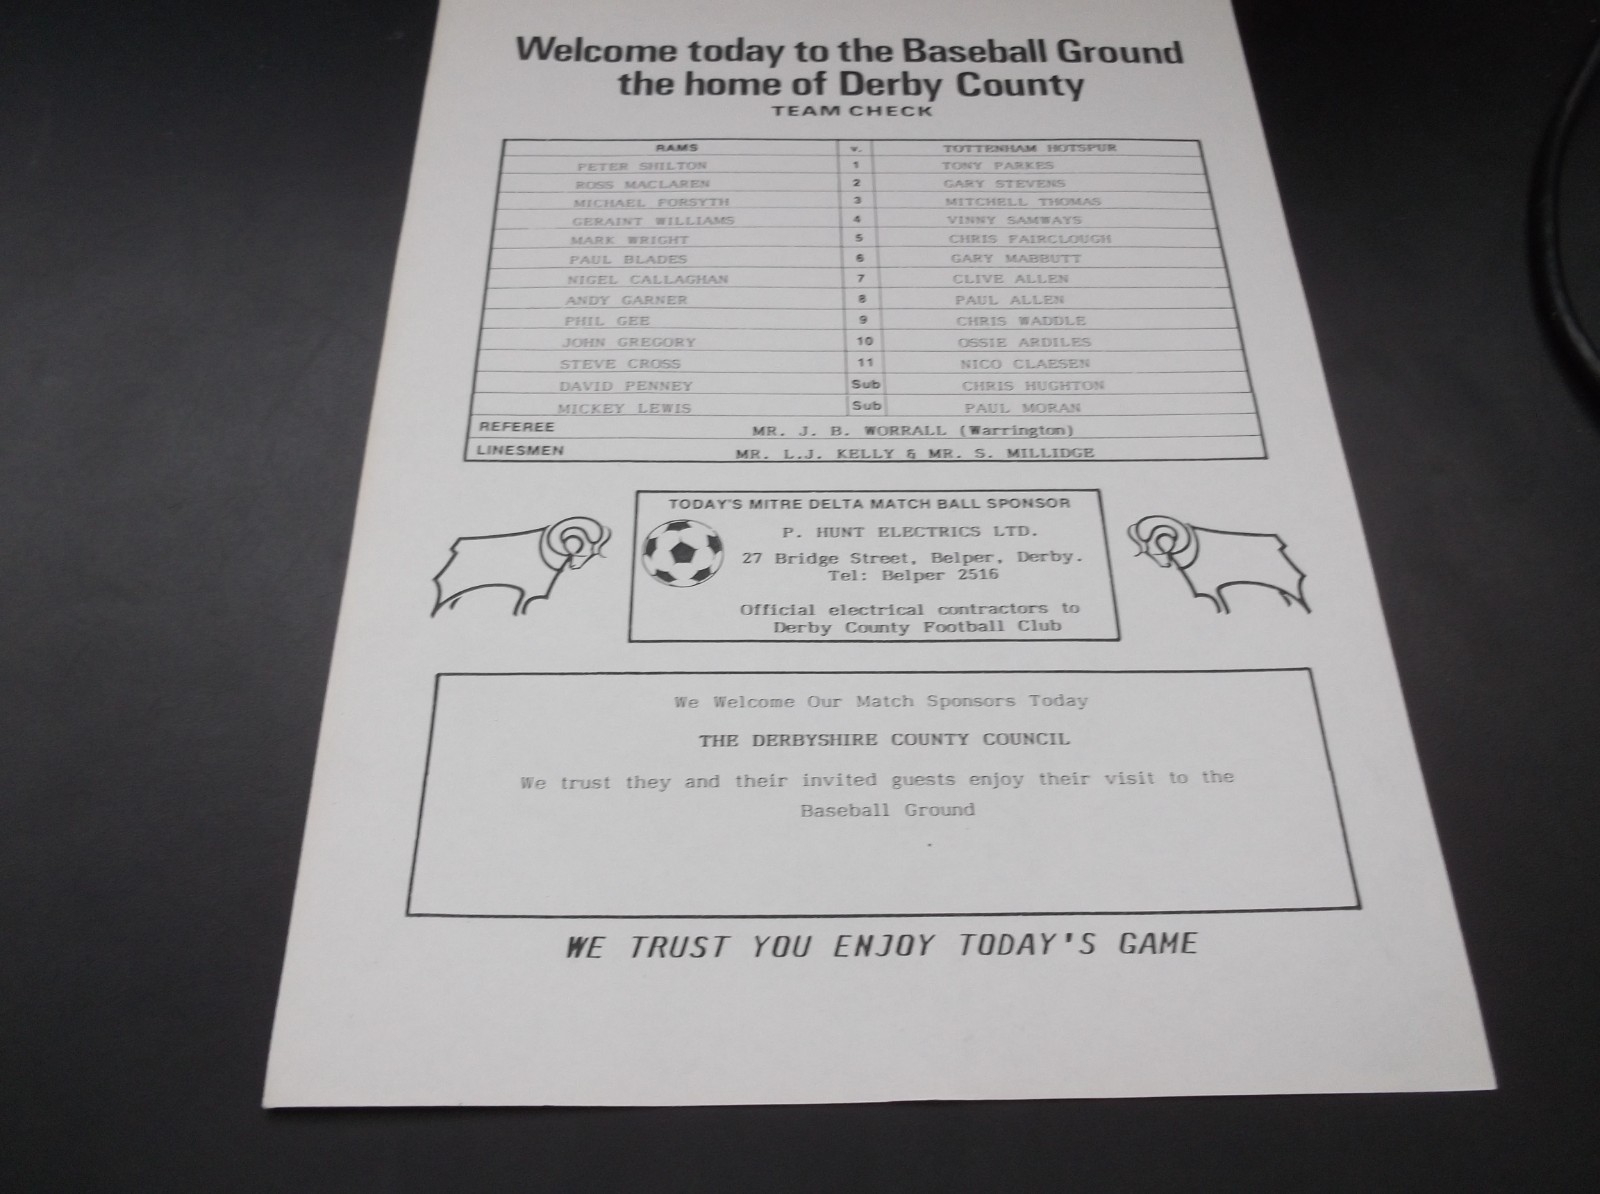 Welcome today to the Baseball Ground
the home of Derby County
TEAM CHECK
RAMS v. TOTTENHAM HOTSPUR
PETER SHILTON 1 TONY PARKES
ROSS MACLAREN 2 GARY STEVENS
MICHAEL FORSYTH 3 MITCHELL THOMAS
GERAINT WILLIAMS 4 VINNY SAMWAYS
MARK WRIGHT 5 CHRIS FAIRCLOUGH
PAUL BLADES 6 GARY MABBUTT
NIGEL CALLAGHAN 7 CLIVE ALLEN
ANDY GARNER 8 PAUL ALLEN
PHIL GEE 9 CHRIS WADDLE
JOHN GREGORY 10 OSSIE ARDILES
STEVE CROSS 11 NICO CLAESEN
DAVID PENNEY Sub CHRIS HUGHTON
MICKEY LEWIS Sub PAUL MORAN
REFEREE MR. J. B. WORRALL (Warrington)
LINESMEN MR. L.J. KELLY & MR. S. MILLIDGE
TODAY'S MITRE DELTA MATCH BALL SPONSOR
P. HUNT ELECTRICS LTD.
27 Bridge Street, Belper, Derby.
Tel: Belper 2516
Official electrical contractors to
Derby County Football Club
We Welcome Our Match Sponsors Today
THE DERBYSHIRE COUNTY COUNCIL
We trust they and their invited guests enjoy their visit to the
Baseball Ground
WE TRUST YOU ENJOY TODAY'S GAME